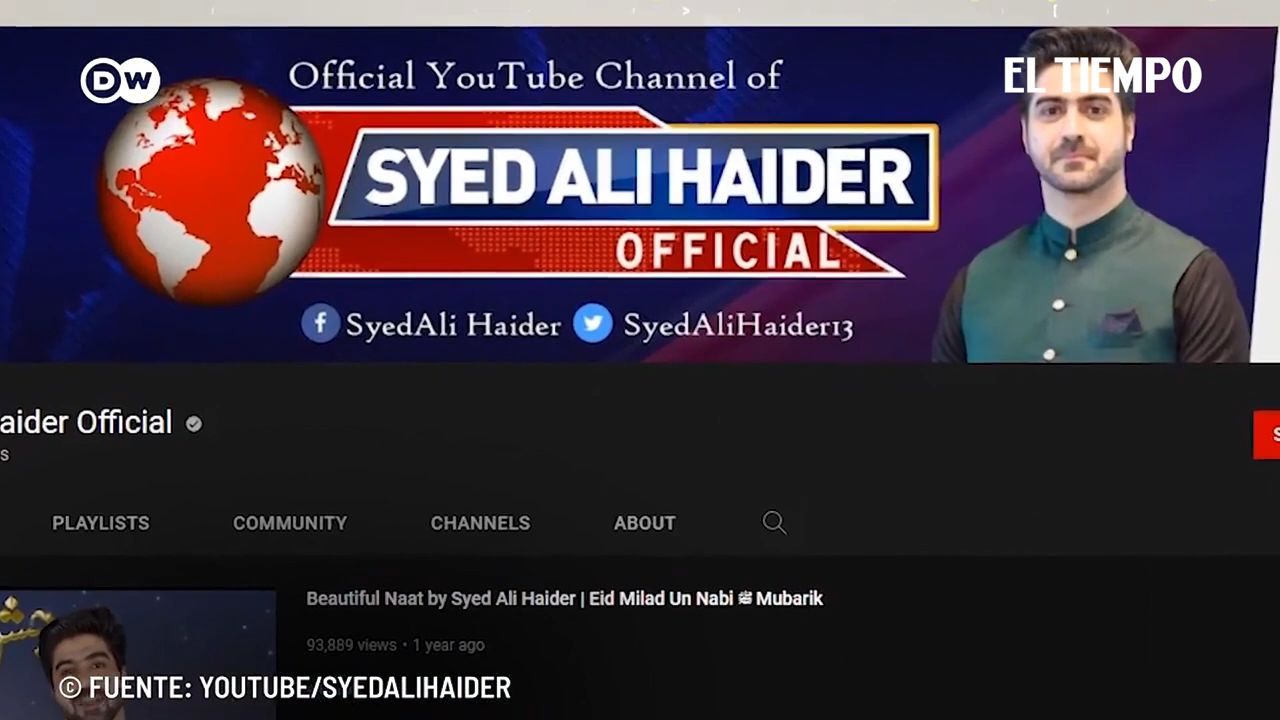 DW
EL TIEMPO
Official YouTube Channel of
SYED ALI HAIDER
OFFICIAL
f SyedAli Haider SyedAliHaider13
aider Official
s
S
PLAYLISTS COMMUNITY CHANNELS ABOUT
Beautiful Naat by Syed Ali Haider | Eid Milad Un Nabi ﷺ Mubarik
93,889 views • 1 year ago
© FUENTE: YOUTUBE/SYEDALIHAIDER